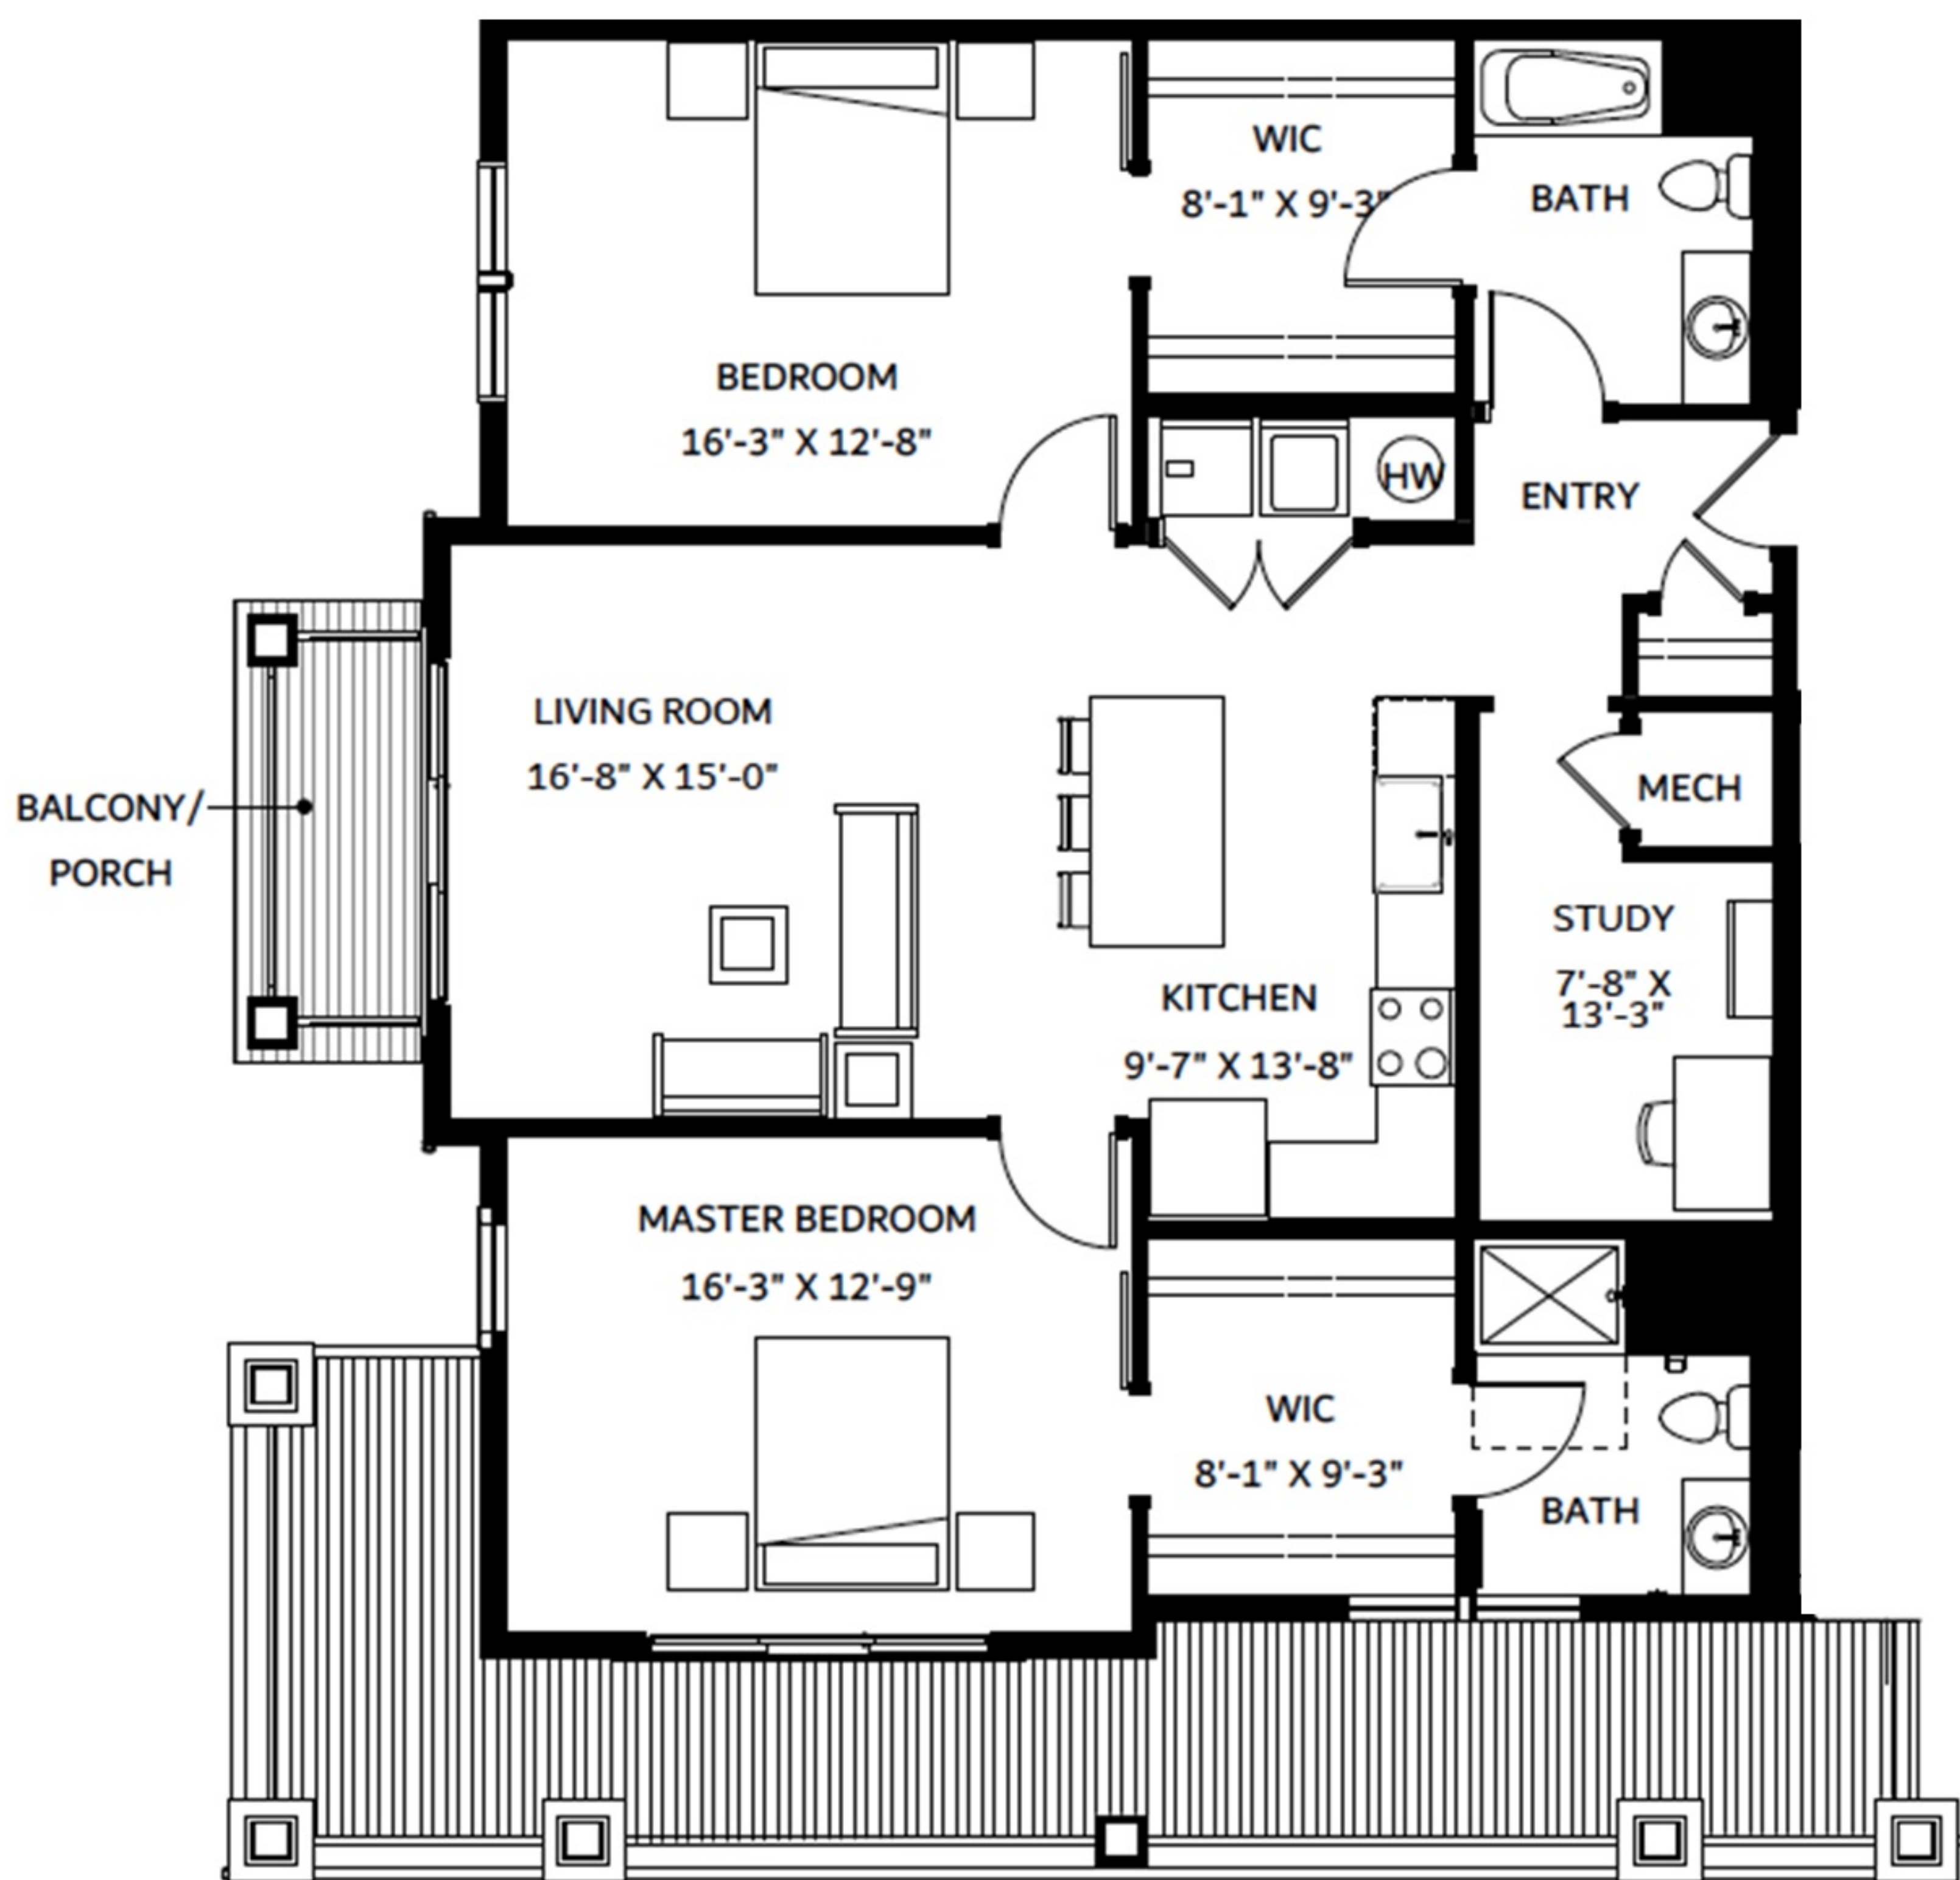 WIC
8'-1" X 9'-3"
BATH
BEDROOM
16'-3" X 12'-8"
HW
ENTRY
LIVING ROOM
16'-8" X 15'-0"
BALCONY/
PORCH
MECH
STUDY
7'-8" X
13'-3"
KITCHEN
9'-7" X 13'-8"
MASTER BEDROOM
16'-3" X 12'-9"
WIC
8'-1" X 9'-3"
BATH